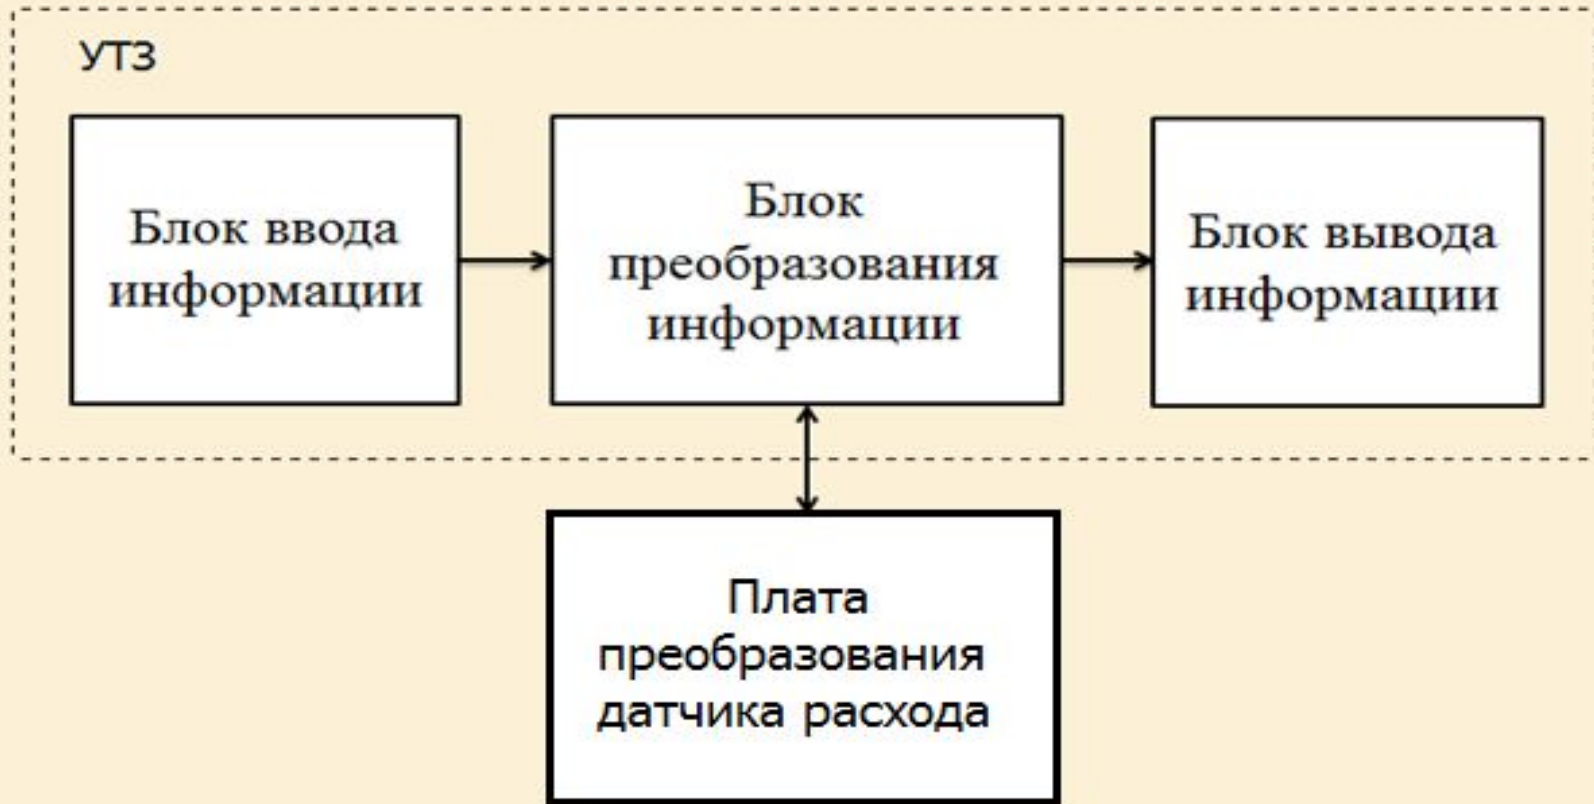 УТЗ
Блок ввода
информации
Блок
преобразования
информации
Блок вывода
информации
Плата
преобразования
датчика расхода